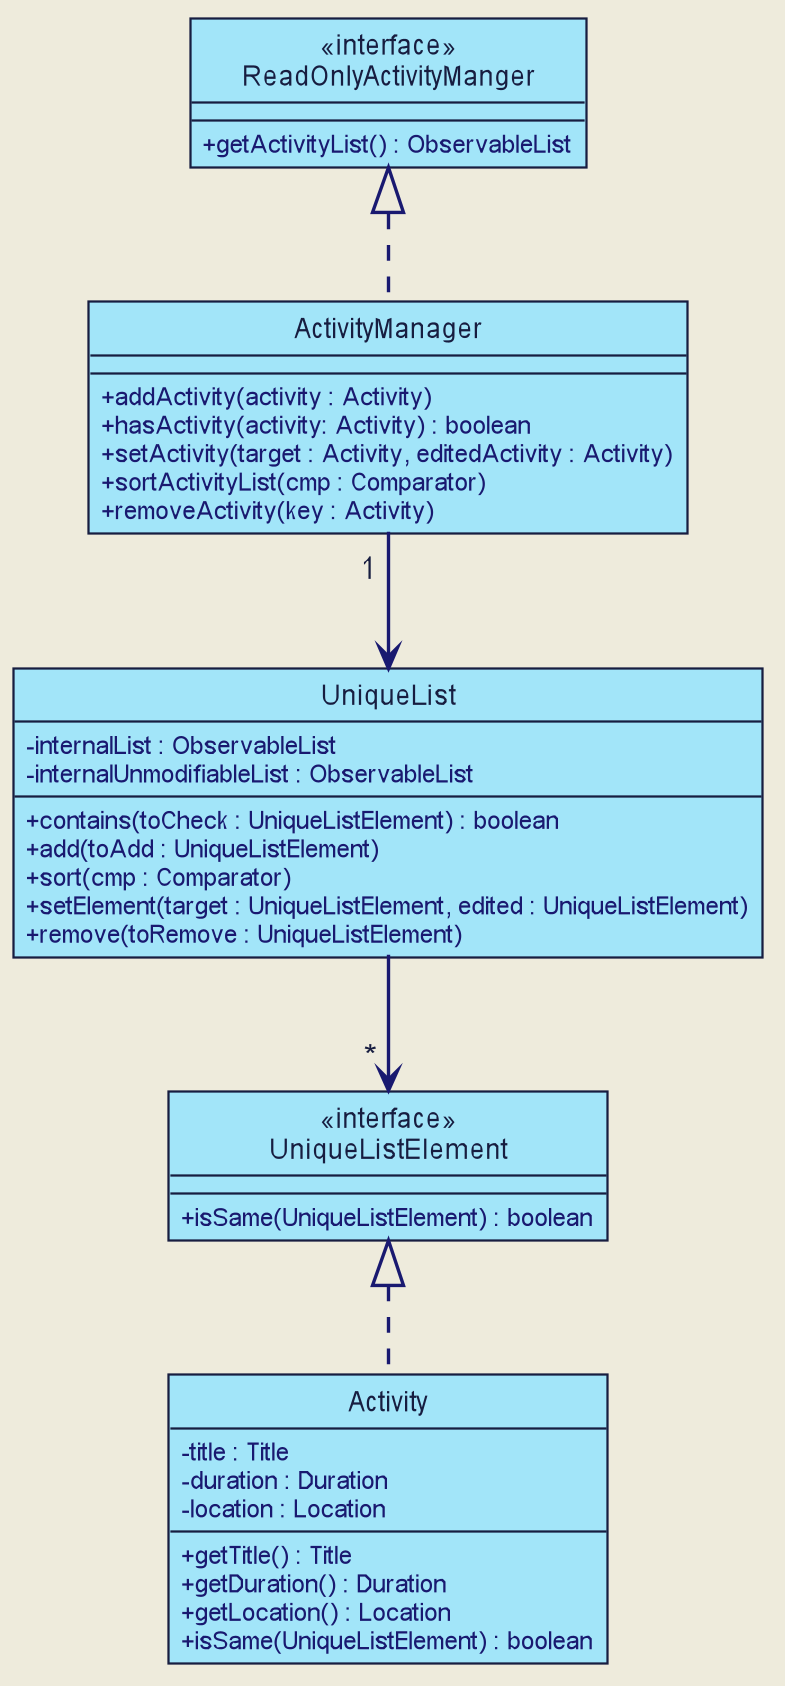 «interface»
ReadOnlyActivityManger
+getActivityList() : ObservableList
ActivityManager
+addActivity(activity : Activity)
+hasActivity(activity: Activity) : boolean
+setActivity(target : Activity, editedActivity : Activity)
+sortActivityList(cmp : Comparator)
+removeActivity(key : Activity)
1
UniqueList
-internalList : ObservableList
-internalUnmodifiableList : ObservableList
+contains(toCheck : UniqueListElement) : boolean
+add(toAdd : UniqueListElement)
+sort(cmp : Comparator)
+setElement(target : UniqueListElement, edited : UniqueListElement)
+remove(toRemove : UniqueListElement)
*
«interface»
UniqueListElement
+isSame(UniqueListElement) : boolean
Activity
-title : Title
-duration : Duration
-location : Location
+getTitle() : Title
+getDuration() : Duration
+getLocation() : Location
+isSame(UniqueListElement) : boolean